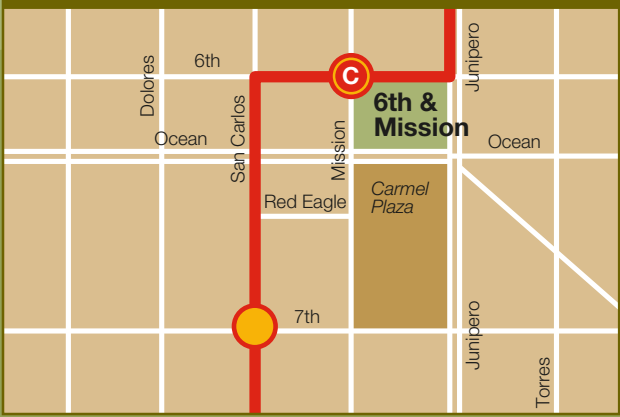 Junipero
6th
Dolores
C
6th &
Mission
San Carlos
Mission
Ocean
Ocean
Carmel
Plaza
Red Eagle
7th
Junipero
Torres